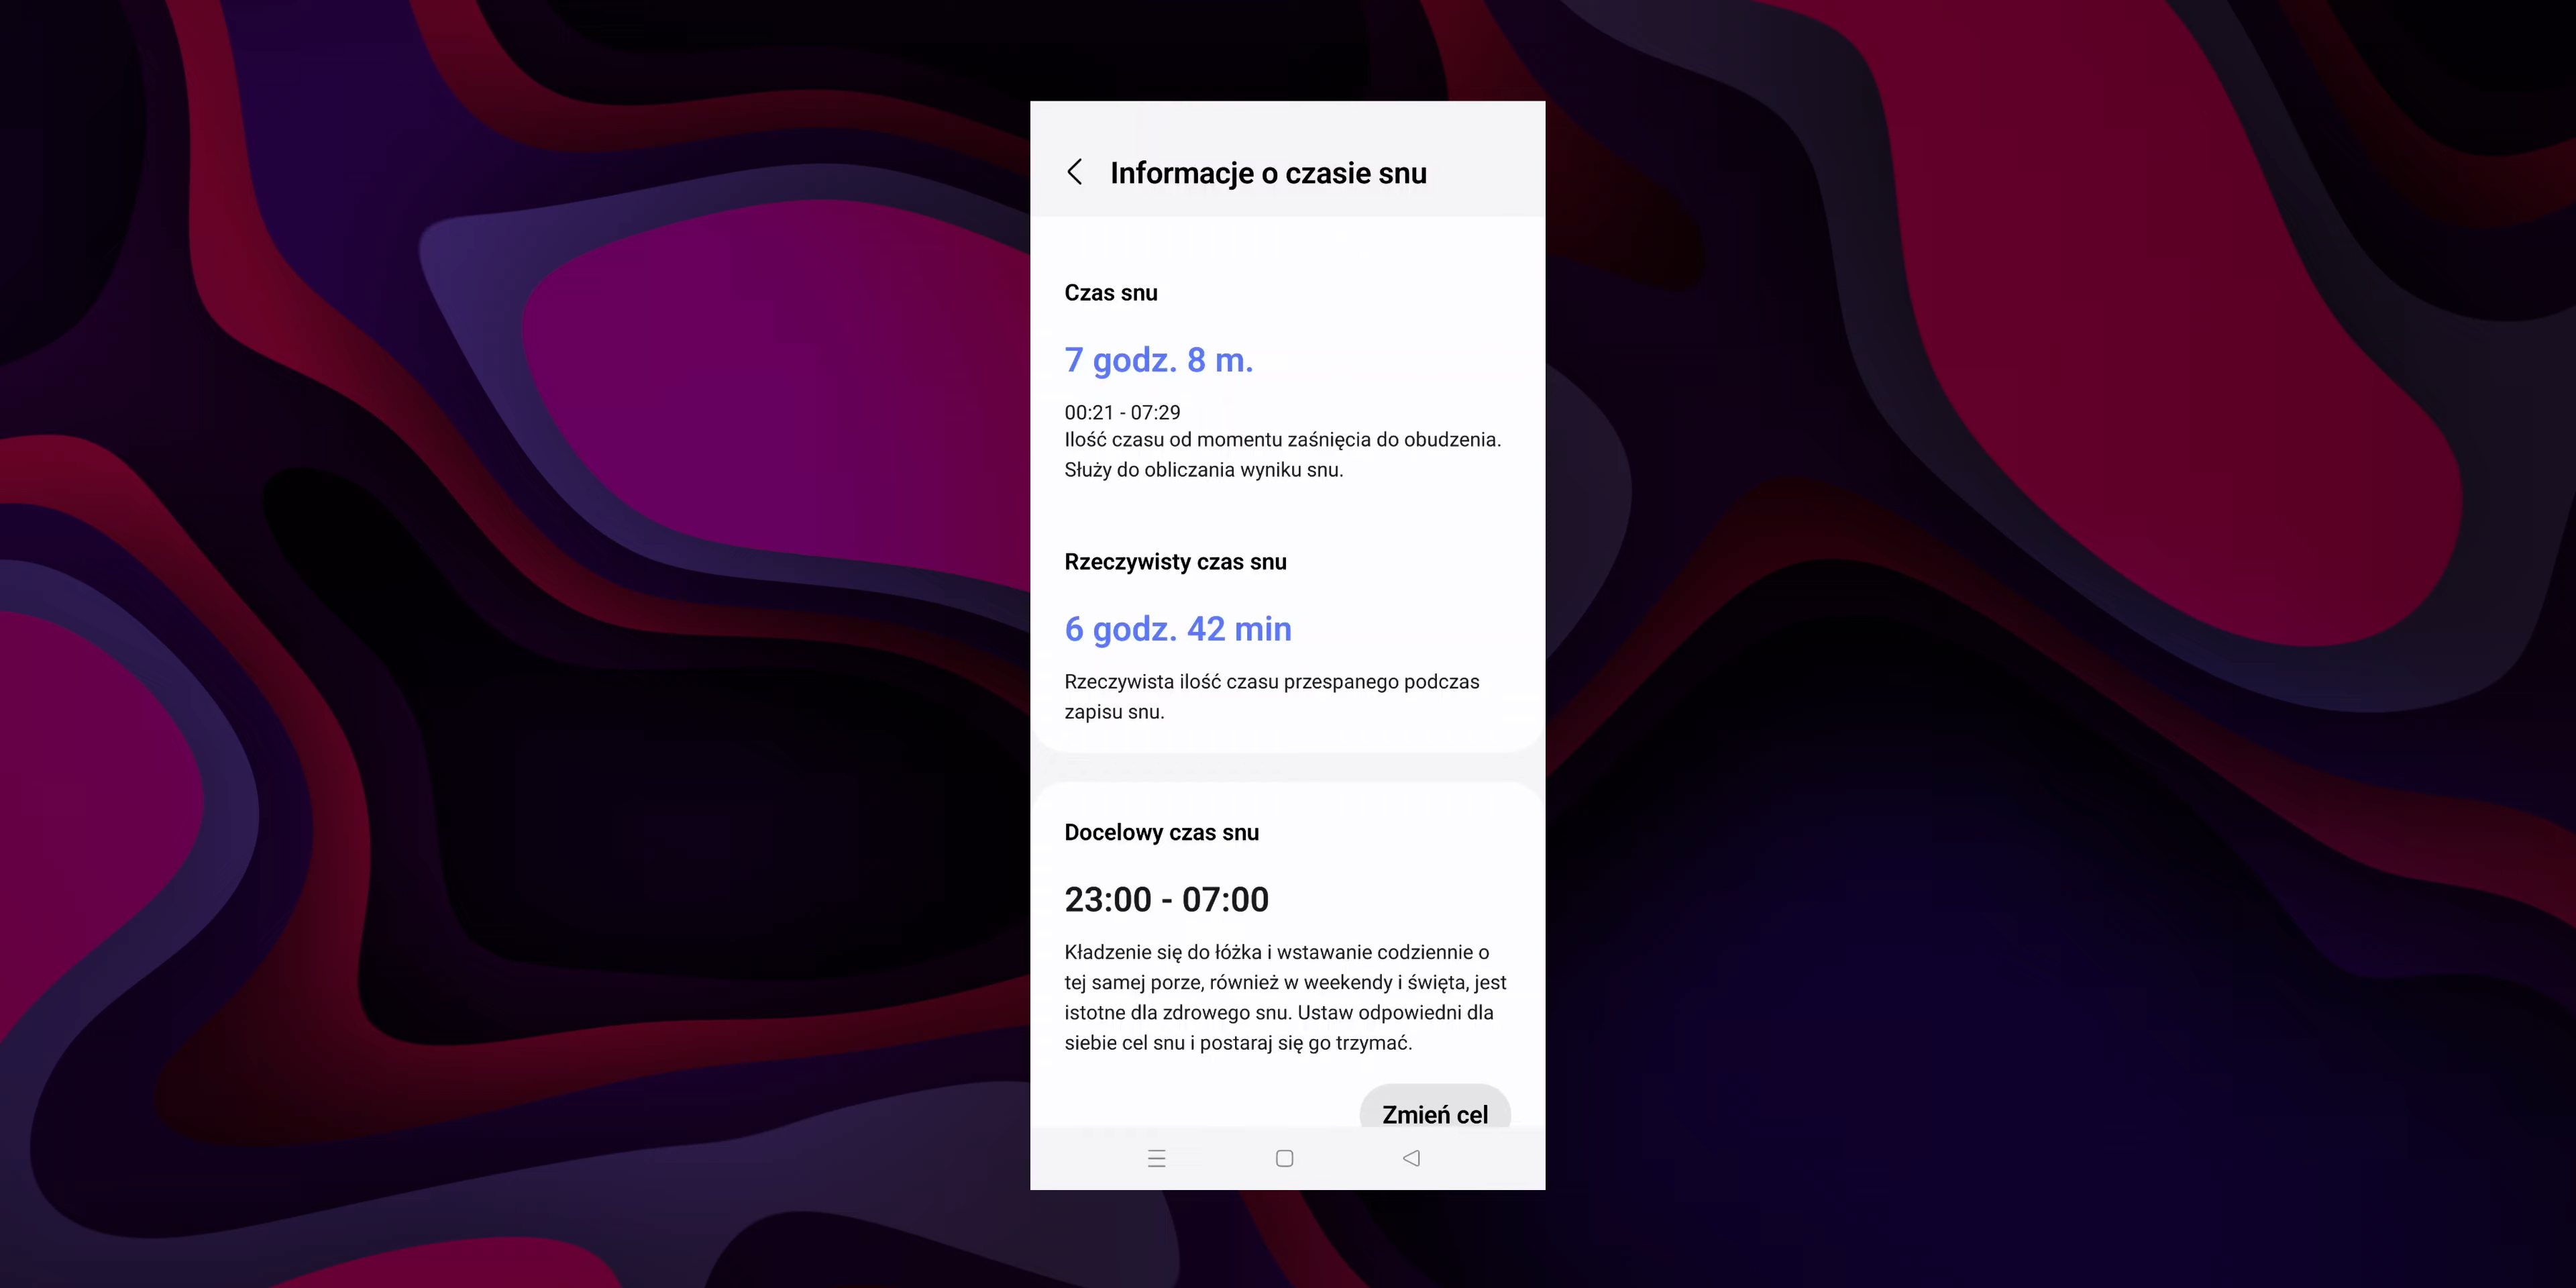 Informacje o czasie snu
Czas snu
7 godz. 8 m.
00:21 - 07:29
Ilość czasu od momentu zaśnięcia do obudzenia.
Służy do obliczania wyniku snu.
Rzeczywisty czas snu
6 godz. 42 min
Rzeczywista ilość czasu przespanego podczas
zapisu snu.
Docelowy czas snu
23:00 - 07:00
Kładzenie się do łóżka i wstawanie codziennie o
tej samej porze, również w weekendy i święta, jest
istotne dla zdrowego snu. Ustaw odpowiedni dla
siebie cel snu i postaraj się go trzymać.
Zmień cel